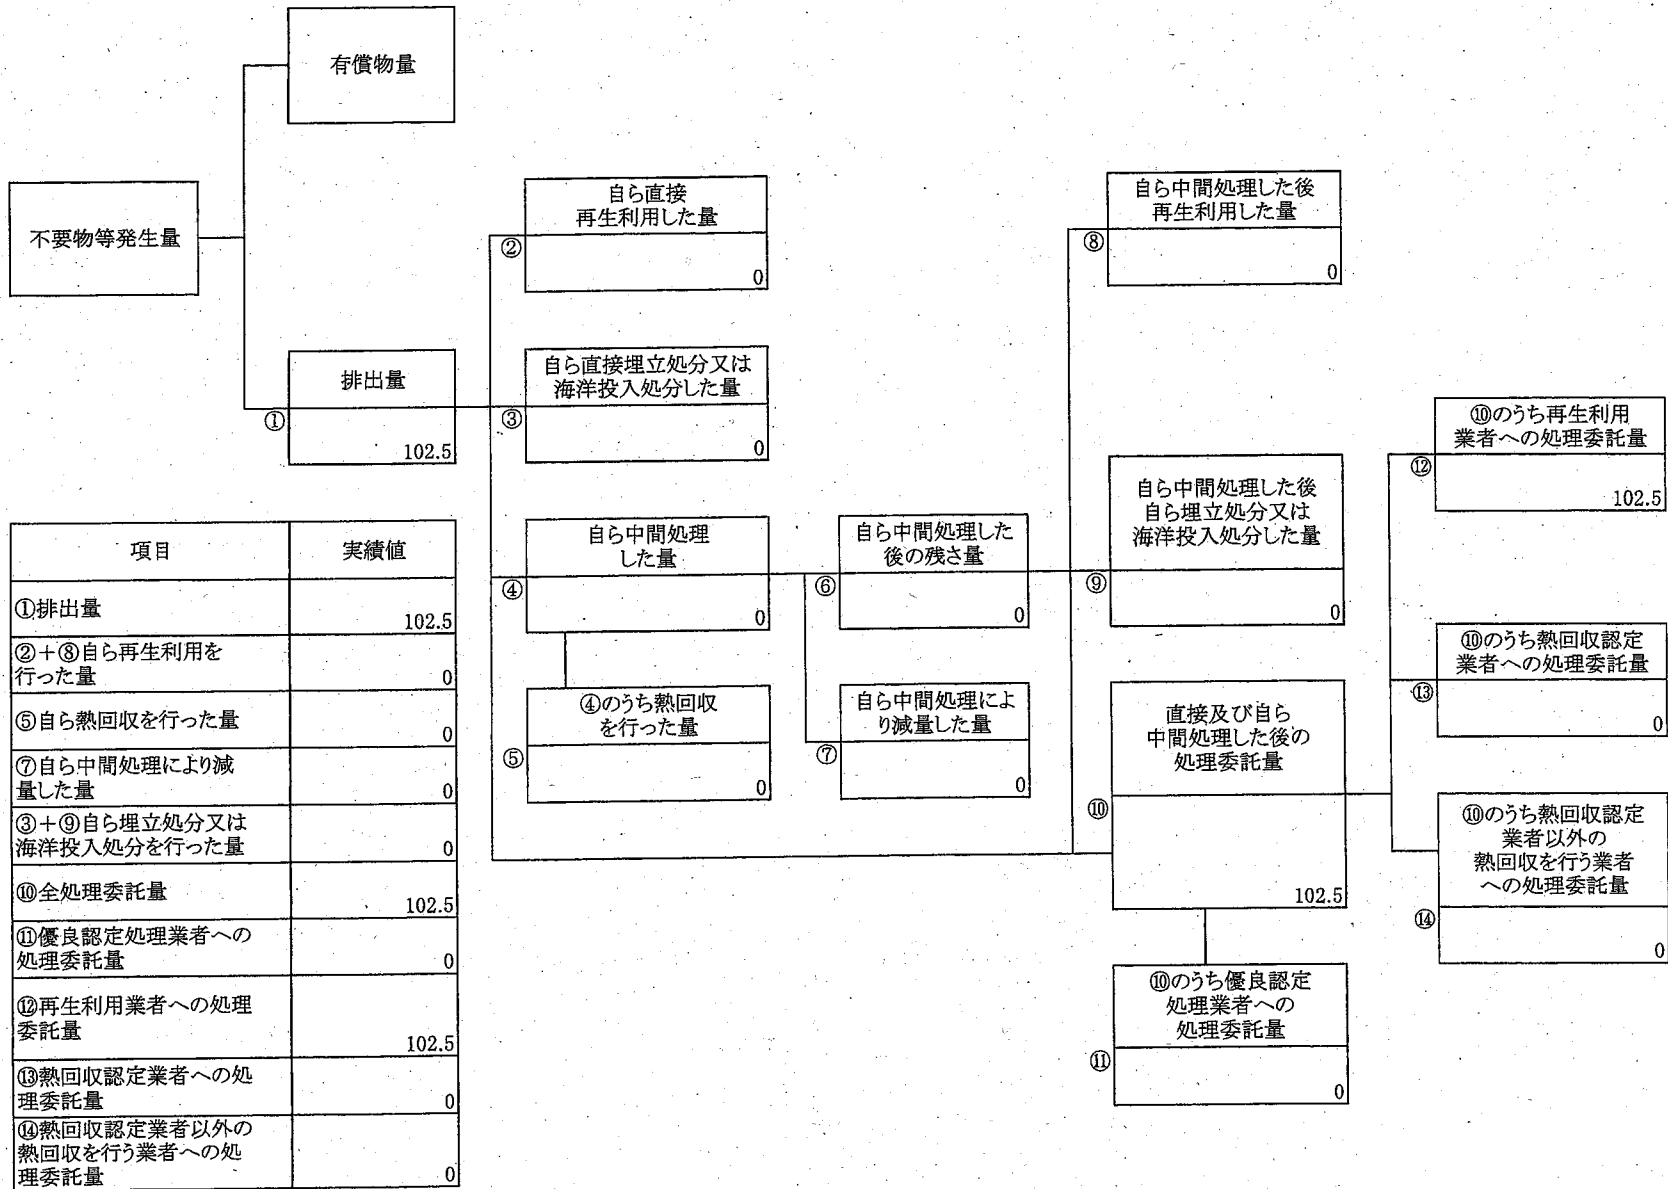 有償物量
不要物等発生量
排出量
①
102.5
自ら直接
再生利用した量
②
0
自ら直接埋立処分又は
海洋投入処分した量
③
0
自ら中間処理
した量
④
0
④のうち熱回収
を行った量
⑤
0
自ら中間処理した
後の残さ量
⑥
0
自ら中間処理によ
り減量した量
⑦
0
自ら中間処理した後
再生利用した量
⑧
0
自ら中間処理した後
自ら埋立処分又は
海洋投入処分した量
⑨
0
直接及び自ら
中間処理した後の
処理委託量
⑩
102.5
⑩のうち優良認定
処理業者への
処理委託量
⑪
0
⑩のうち再生利用
業者への処理委託量
⑫
102.5
⑩のうち熱回収認定
業者への処理委託量
⑬
0
⑩のうち熱回収認定
業者以外の
熱回収を行う業者
への処理委託量
⑭
0
項目 実績値
①排出量
102.5
②+⑧自ら再生利用を
行った量 0
⑤自ら熱回収を行った量
0
⑦自ら中間処理により減
量した量 0
③+⑨自ら埋立処分又は
海洋投入処分を行った量 0
⑩全処理委託量
102.5
⑪優良認定処理業者への
処理委託量 0
⑫再生利用業者への処理
委託量
102.5
⑬熱回収認定業者への処
理委託量 0
⑭熱回収認定業者以外の
熱回収を行う業者への処
理委託量 0